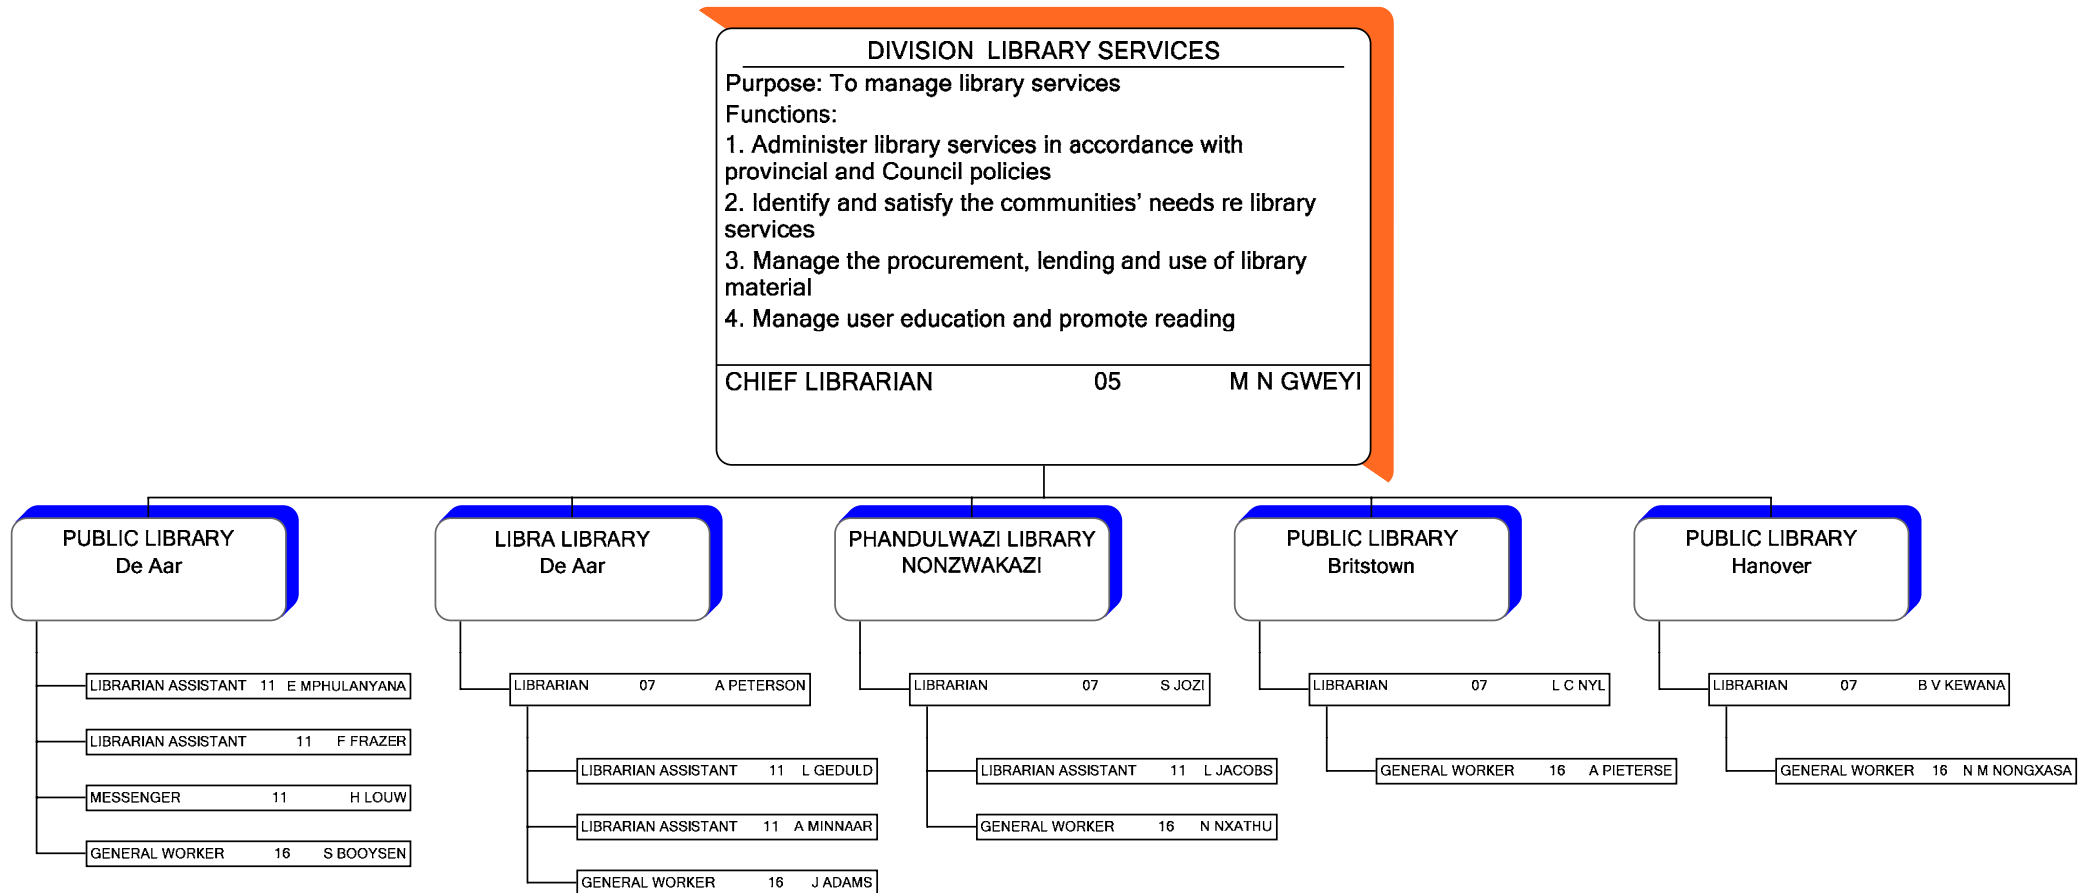 DIVISION LIBRARY SERVICES
Purpose: To manage library services
Functions:
1. Administer library services in accordance with
provincial and Council policies
2. Identify and satisfy the communities’ needs re library
services
3. Manage the procurement, lending and use of library
material
4. Manage user education and promote reading
CHIEF LIBRARIAN 05 M N GWEYI
PUBLIC LIBRARY
De Aar
LIBRARIAN ASSISTANT 11 E MPHULANYANA
LIBRARIAN ASSISTANT 11 F FRAZER
MESSENGER 11 H LOUW
GENERAL WORKER 16 S BOOYSEN
LIBRA LIBRARY
De Aar
LIBRARIAN 07 A PETERSON
LIBRARIAN ASSISTANT 11 L GEDULD
LIBRARIAN ASSISTANT 11 A MINNAAR
GENERAL WORKER 16 J ADAMS
PHANDULWAZI LIBRARY
NONZWAKAZI
LIBRARIAN 07 S JOZI
LIBRARIAN ASSISTANT 11 L JACOBS
GENERAL WORKER 16 N NXATHU
PUBLIC LIBRARY
Britstown
LIBRARIAN 07 L C NYL
GENERAL WORKER 16 A PIETERSE
PUBLIC LIBRARY
Hanover
LIBRARIAN 07 B V KEWANA
GENERAL WORKER 16 N M NONGXASA